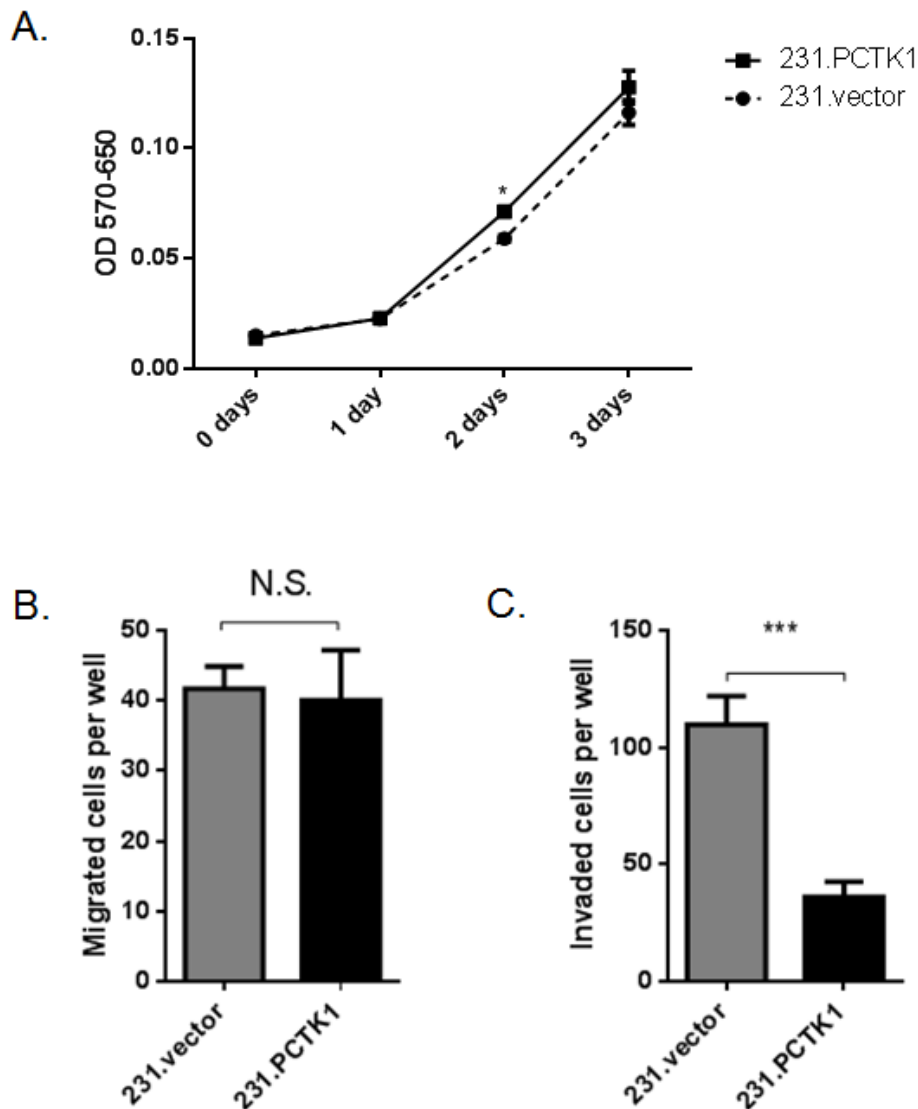 A.
0.15
0.10
0.05
0.00
OD 570-650
231.PCTK1
231.vector
*
0 days
1 day
2 days
3 days
B.
N.S.
50
40
30
20
10
0
Migrated cells per well
231.vector
231.PCTK1
C.
***
150
100
50
0
Invaded cells per well
231.vector
231.PCTK1